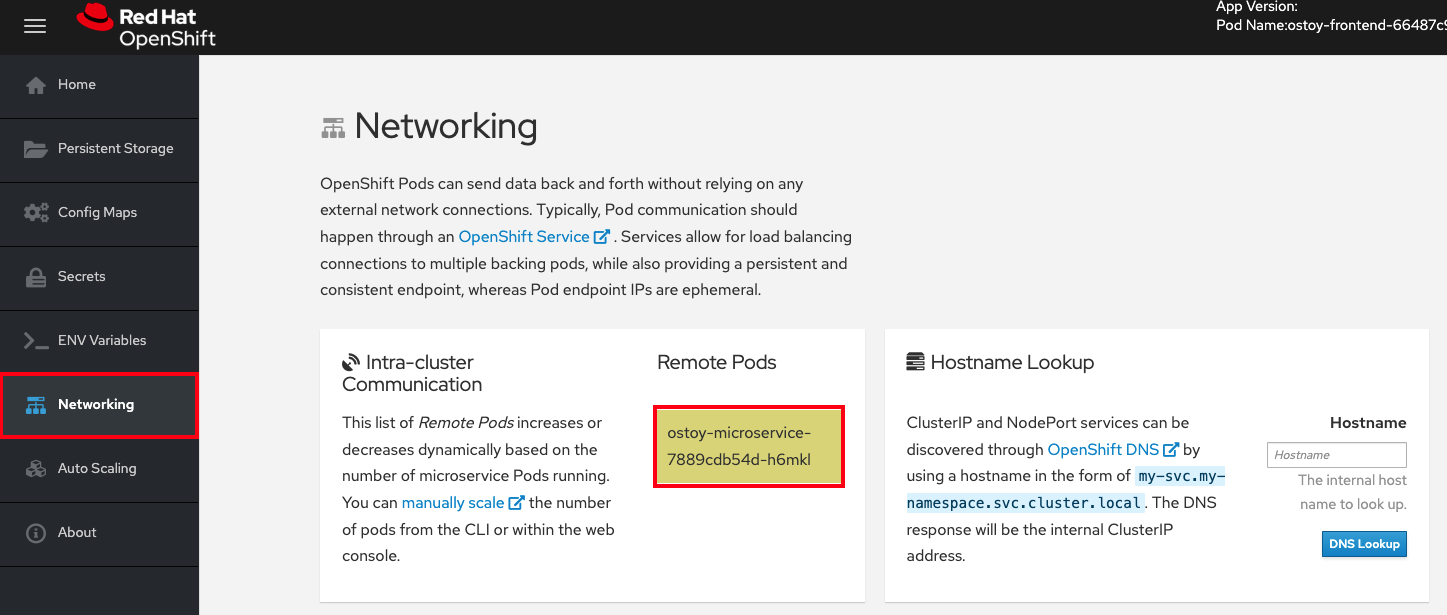 Red Hat
OpenShift
App Version:
Pod Name:ostoy-frontend-66487c9
Home
Persistent Storage
Config Maps
Secrets
ENV Variables
Networking
Auto Scaling
About
Networking
OpenShift Pods can send data back and forth without relying on any
external network connections. Typically, Pod communication should
happen through an OpenShift Service . Services allow for load balancing
connections to multiple backing pods, while also providing a persistent and
consistent endpoint, whereas Pod endpoint IPs are ephemeral.
Intra-cluster
Communication
This list of Remote Pods increases or
decreases dynamically based on the
number of microservice Pods running.
You can manually scale the number
of pods from the CLI or within the web
console.
Remote Pods
ostoy-microservice-
7889cdb54d-h6mkl
Hostname Lookup
ClusterIP and NodePort services can be
discovered through OpenShift DNS by
using a hostname in the form of my-svc.my-
namespace.svc.cluster.local. The DNS
response will be the internal ClusterIP
address.
Hostname
Hostname
The internal host
name to look up.
DNS Lookup